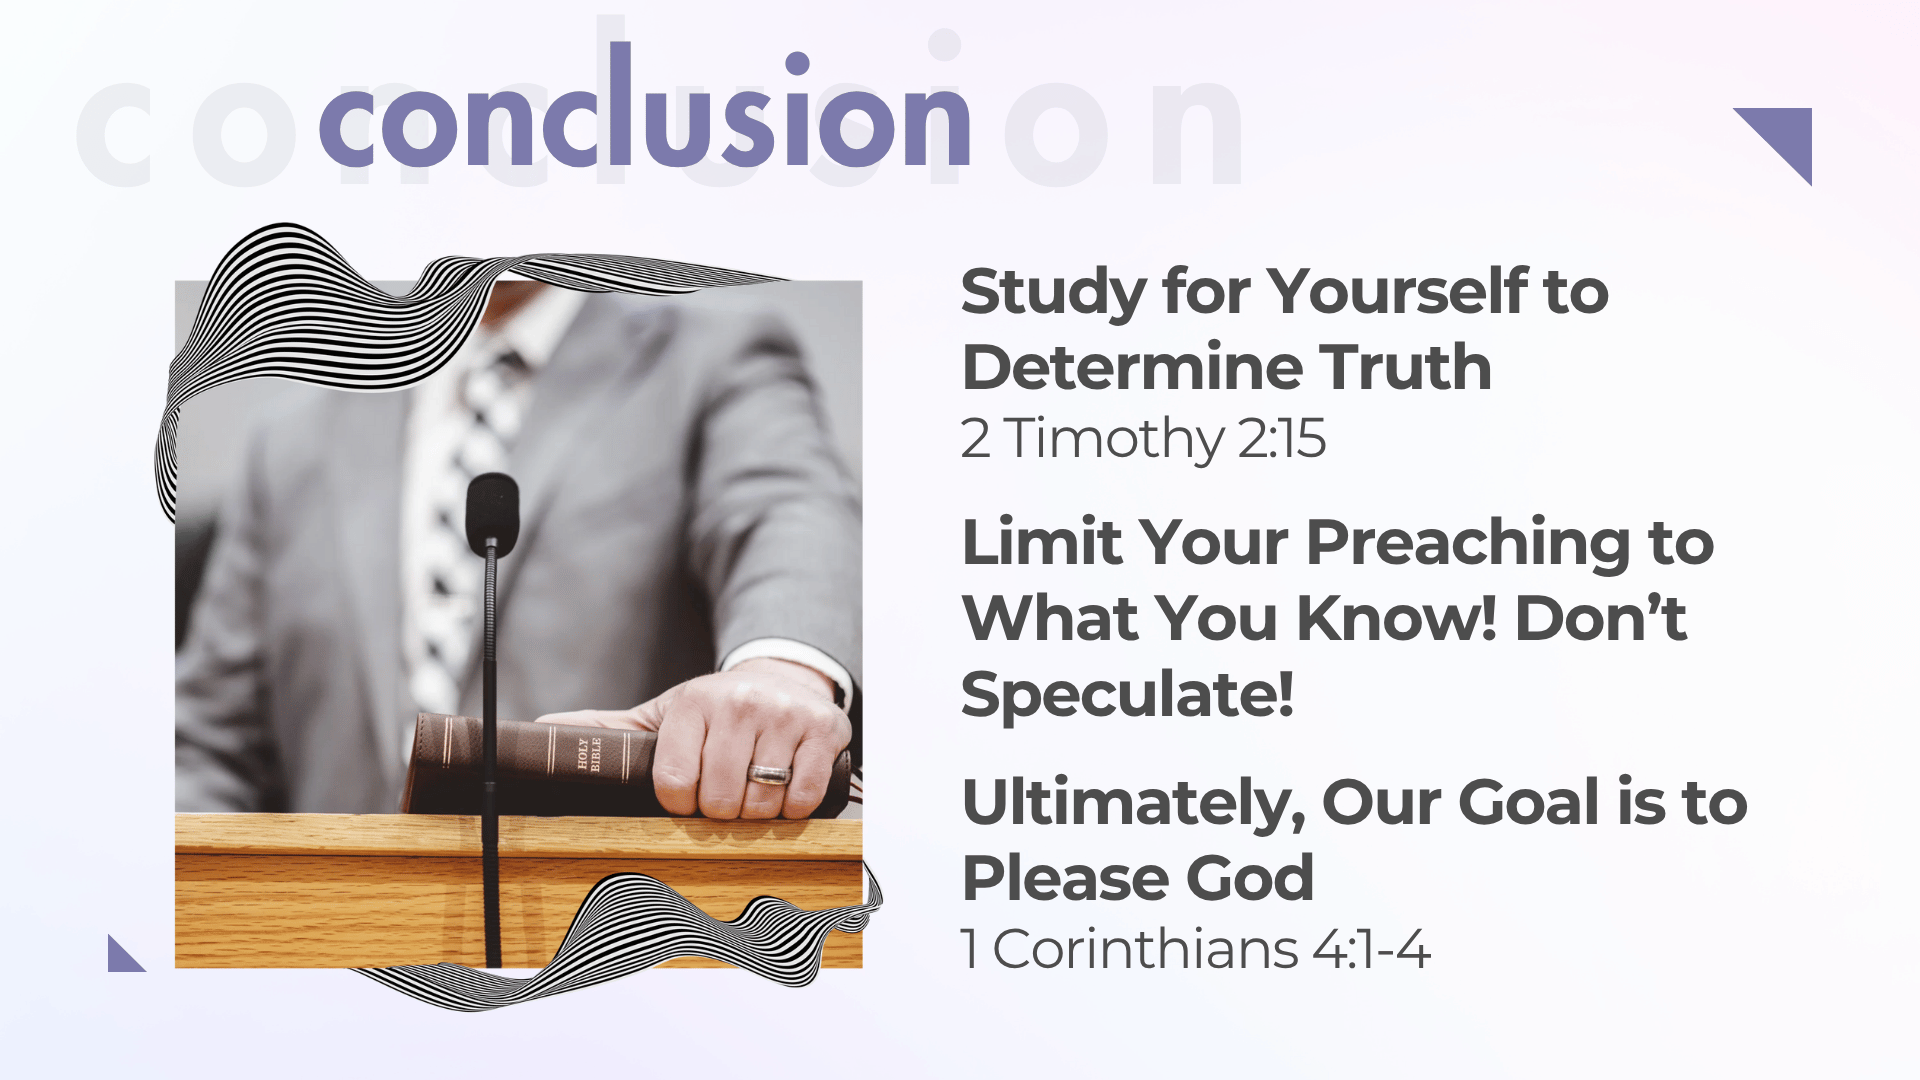 conclusion
conclusion
Study for Yourself to
Determine Truth
2 Timothy 2:15
Limit Your Preaching to
What You Know! Don’t
Speculate!
Ultimately, Our Goal is to
Please God
1 Corinthians 4:1-4
HOLY
BIBLE